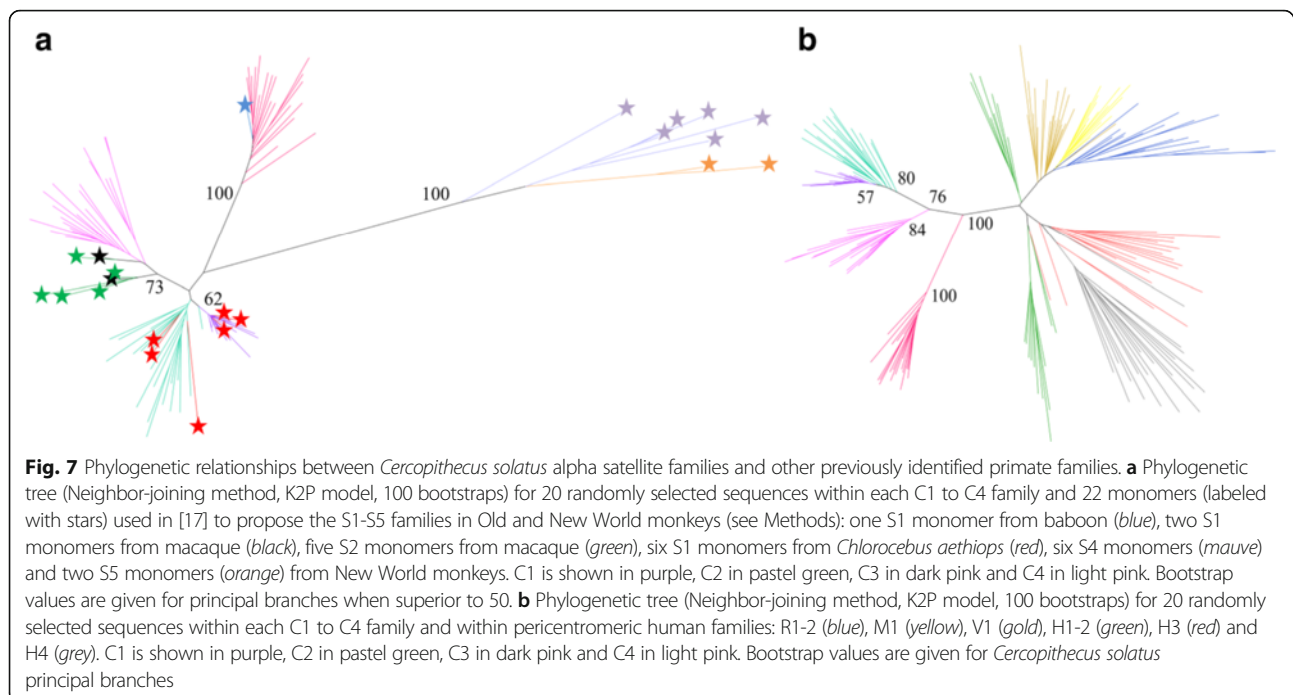 a
b
100
100
73
62
80
57
76
84
100
100
Fig. 7 Phylogenetic relationships between Cercopithecus solatus alpha satellite families and other previously identified primate families. a Phylogenetic
tree (Neighbor-joining method, K2P model, 100 bootstraps) for 20 randomly selected sequences within each C1 to C4 family and 22 monomers (labeled
with stars) used in [17] to propose the S1-S5 families in Old and New World monkeys (see Methods): one S1 monomer from baboon (blue), two S1
monomers from macaque (black), five S2 monomers from macaque (green), six S1 monomers from Chlorocebus aethiops (red), six S4 monomers (mauve)
and two S5 monomers (orange) from New World monkeys. C1 is shown in purple, C2 in pastel green, C3 in dark pink and C4 in light pink. Bootstrap
values are given for principal branches when superior to 50. b Phylogenetic tree (Neighbor-joining method, K2P model, 100 bootstraps) for 20 randomly
selected sequences within each C1 to C4 family and within pericentromeric human families: R1-2 (blue), M1 (yellow), V1 (gold), H1-2 (green), H3 (red) and
H4 (grey). C1 is shown in purple, C2 in pastel green, C3 in dark pink and C4 in light pink. Bootstrap values are given for Cercopithecus solatus
principal branches